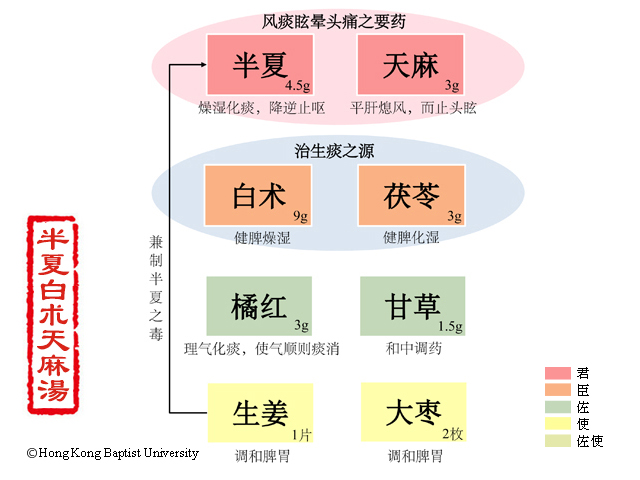 风痰眩晕头痛之要药
半夏
4.5g
天麻
3g
燥湿化痰，降逆止呕
平肝熄风，而止头眩
治生痰之源
白术
9g
茯苓
3g
健脾燥湿
健脾化湿
兼制半夏之毒
橘红
3g
甘草
1.5g
理气化痰，使气顺则痰消
和中调药
生姜
1片
大枣
2枚
调和脾胃
调和脾胃
半夏白术天麻湯
君
臣
佐
使
佐使
©Hong Kong Baptist University